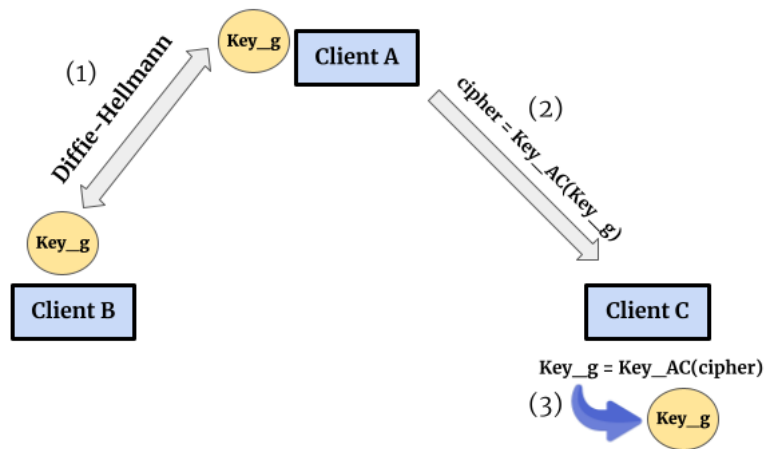 Key_g
Client A
(1)
Diffie-Hellmann
(2)
cipher = Key_AC(Key_g)
Key_g
Client B
Client C
Key_g = Key_AC(cipher)
(3)
Key_g